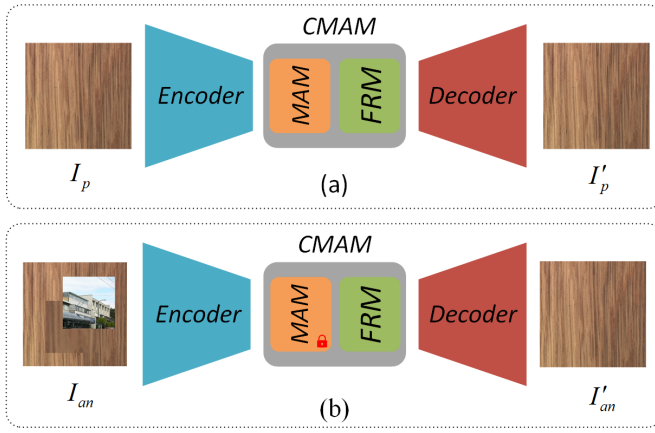 CMAM
Encoder
MAM
FRM
Decoder
I_p
(a)
I'_p
CMAM
Encoder
MAM
FRM
Decoder
I_an
(b)
I'_an